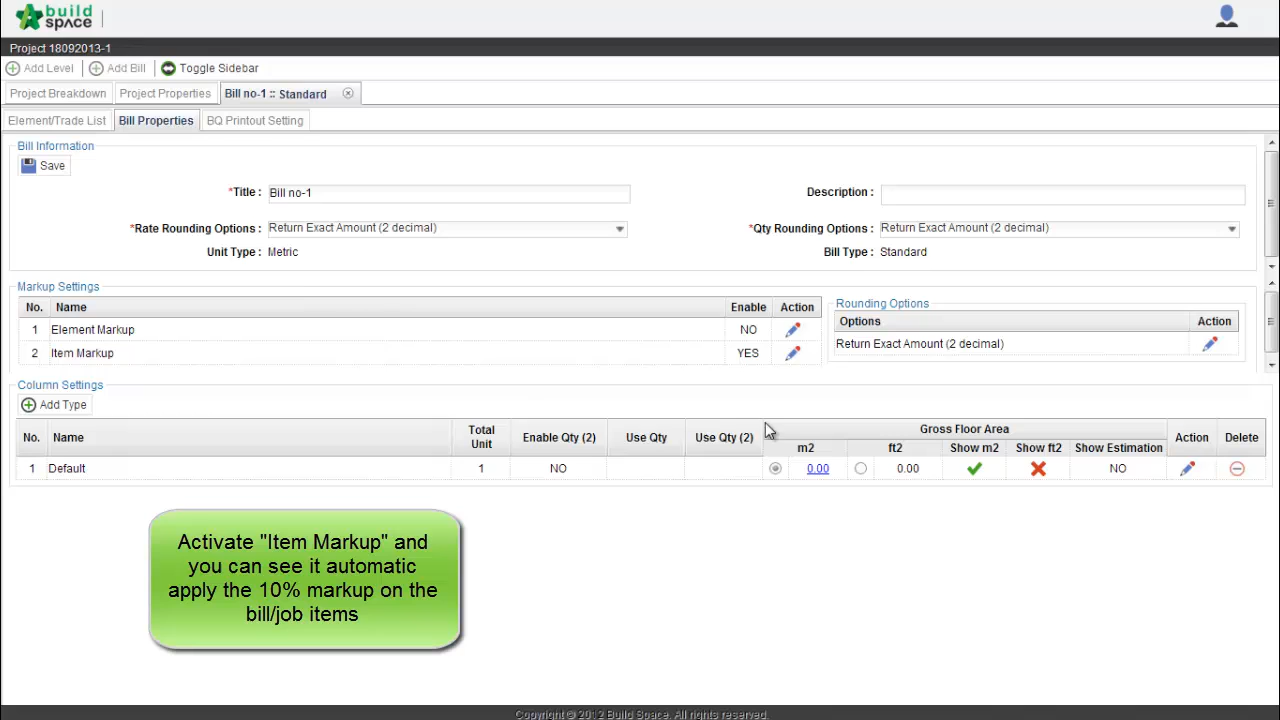 build
space
Project 18092013-1
Add Level Add Bill Toggle Sidebar
Project Breakdown Project Properties Bill no-1 :: Standard
Element/Trade List Bill Properties BQ Printout Setting
Bill Information
Save
*Title : Bill no-1 Description :
*Rate Rounding Options : Return Exact Amount (2 decimal) *Qty Rounding Options : Return Exact Amount (2 decimal)
Unit Type : Metric Bill Type : Standard
Markup Settings
No. Name Enable Action
1 Element Markup NO
2 Item Markup YES
Rounding Options
Options Action
Return Exact Amount (2 decimal)
Column Settings
Add Type
No. Name Total Unit Enable Qty (2) Use Qty Use Qty (2) Gross Floor Area Action Delete
m2 ft2 Show m2 Show ft2 Show Estimation
1 Default 1 NO 0.00 0.00 NO
Activate "Item Markup" and
you can see it automatic
apply the 10% markup on the
bill/job items
Copyright © 2012 Build Space. All rights reserved.